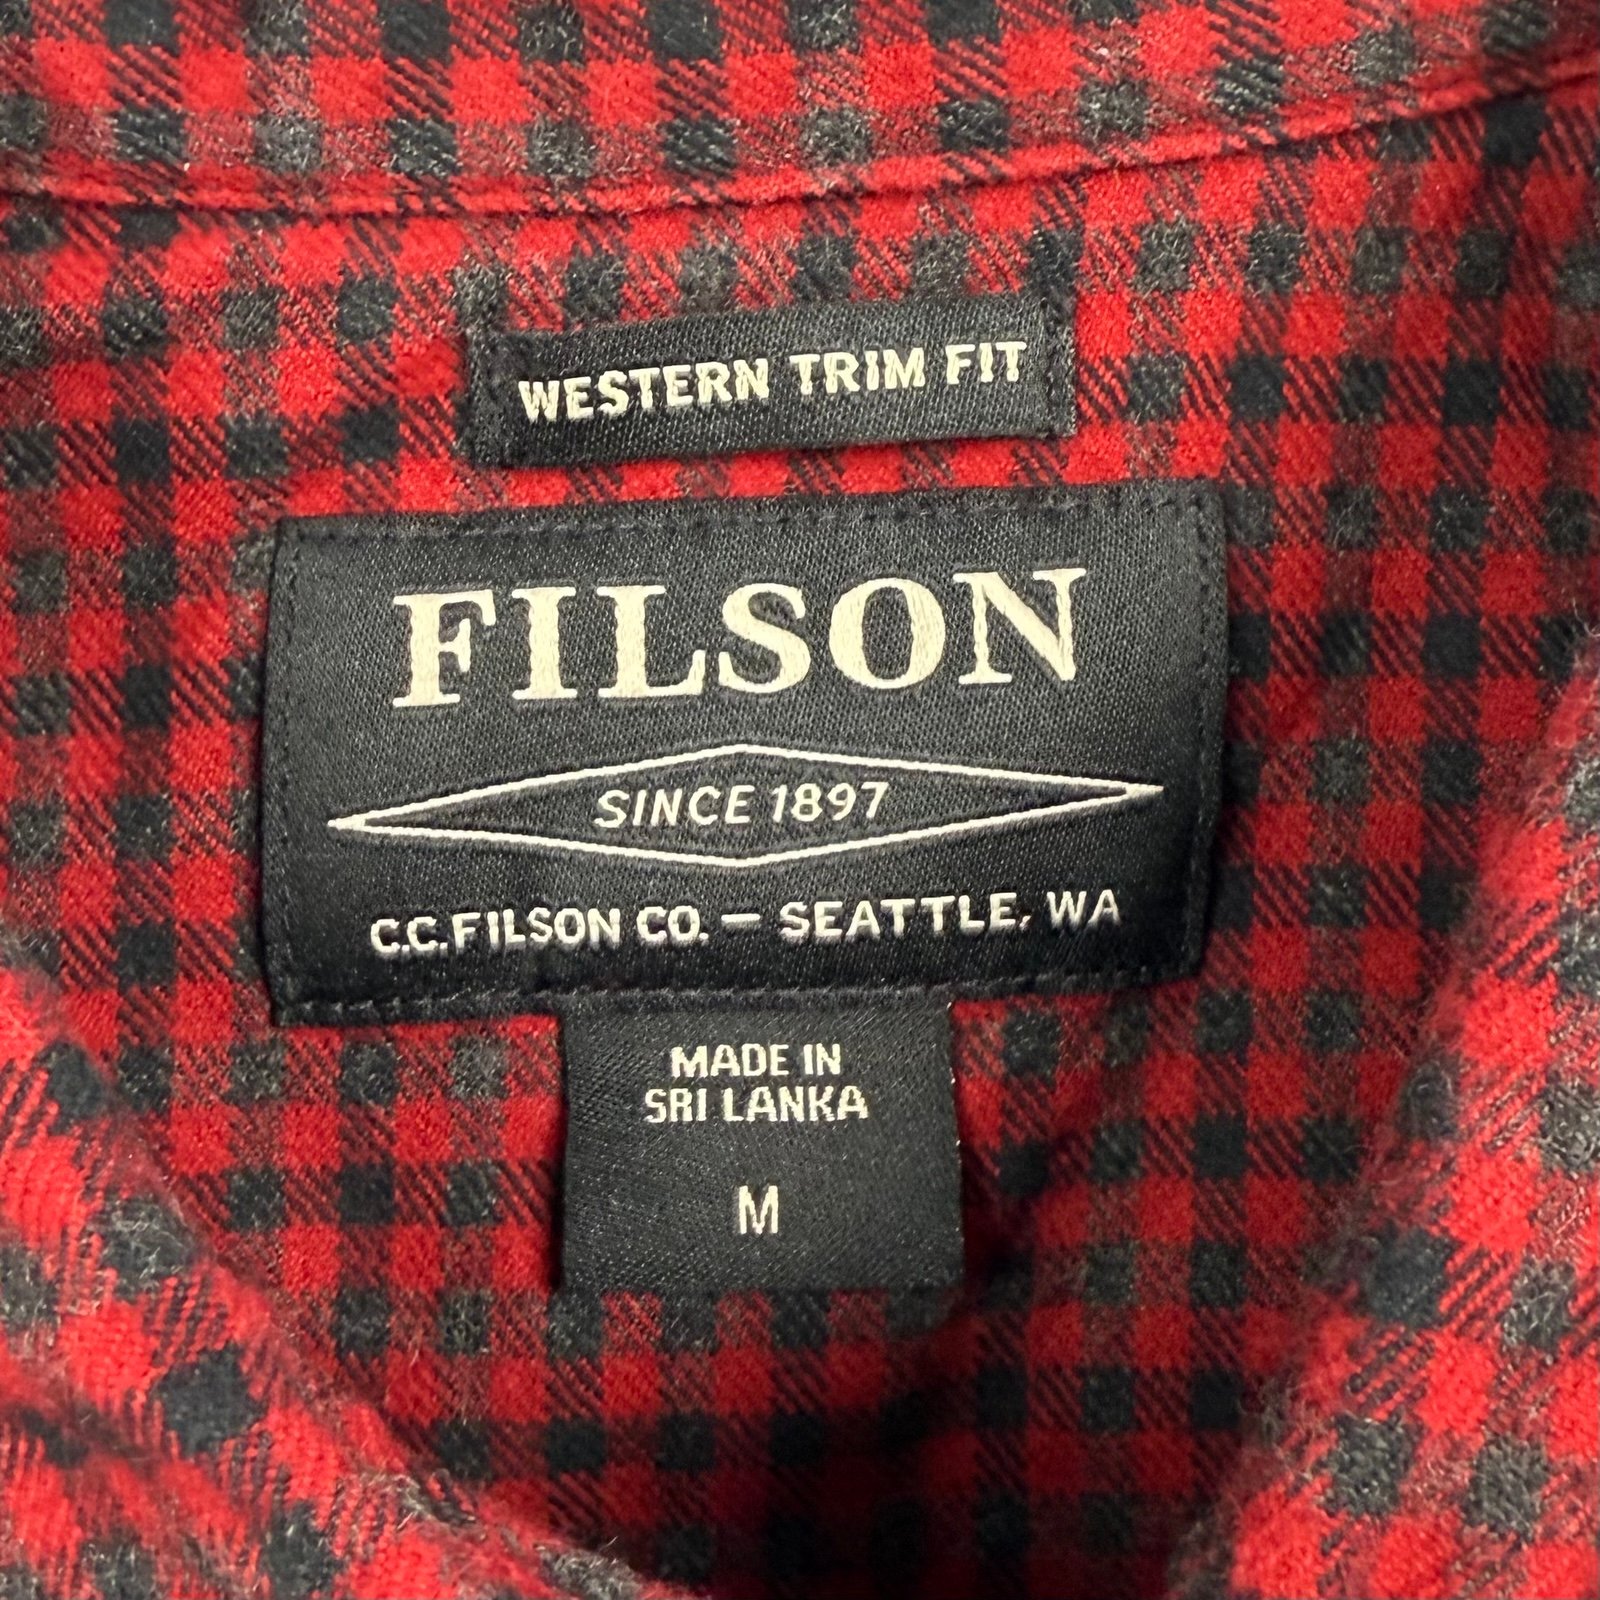 WESTERN TRIM FIT
FILSON
SINCE 1897
C.C.FILSON CO. — SEATTLE, WA
MADE IN
SRI LANKA
M